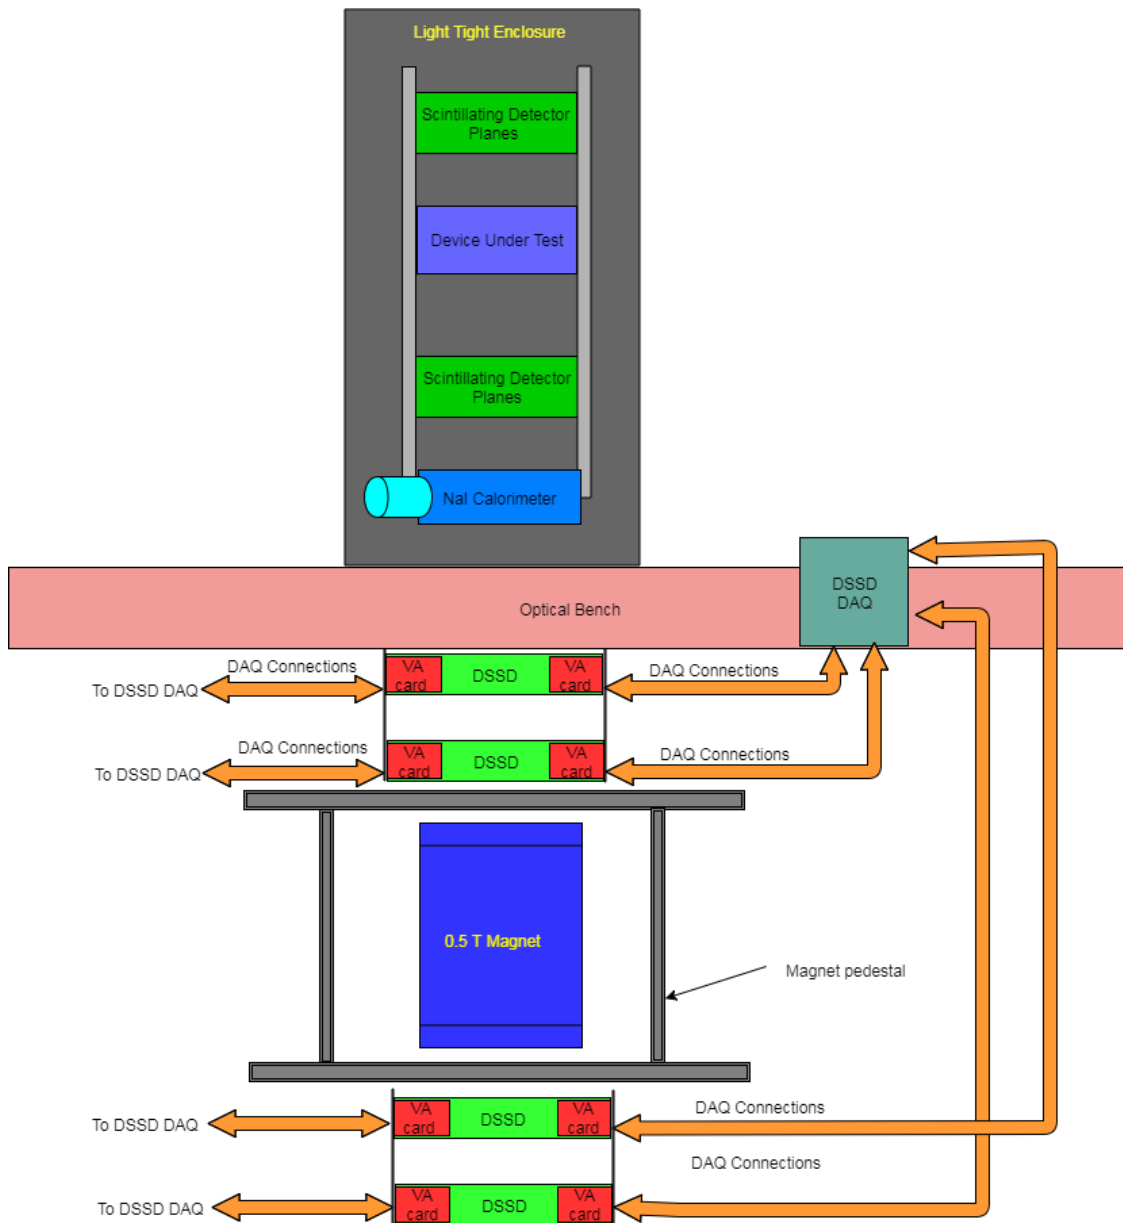 Light Tight Enclosure
Scintillating Detector
Planes
Device Under Test
Scintillating Detector
Planes
NaI Calorimeter
DSSD
DAQ
Optical Bench
DAQ Connections
VA
card
DSSD
VA
card
DAQ Connections
To DSSD DAQ
DAQ Connections
VA
card
DSSD
VA
card
DAQ Connections
To DSSD DAQ
0.5 T Magnet
Magnet pedestal
To DSSD DAQ
VA
card
DSSD
VA
card
DAQ Connections
DAQ Connections
To DSSD DAQ
VA
card
DSSD
VA
card